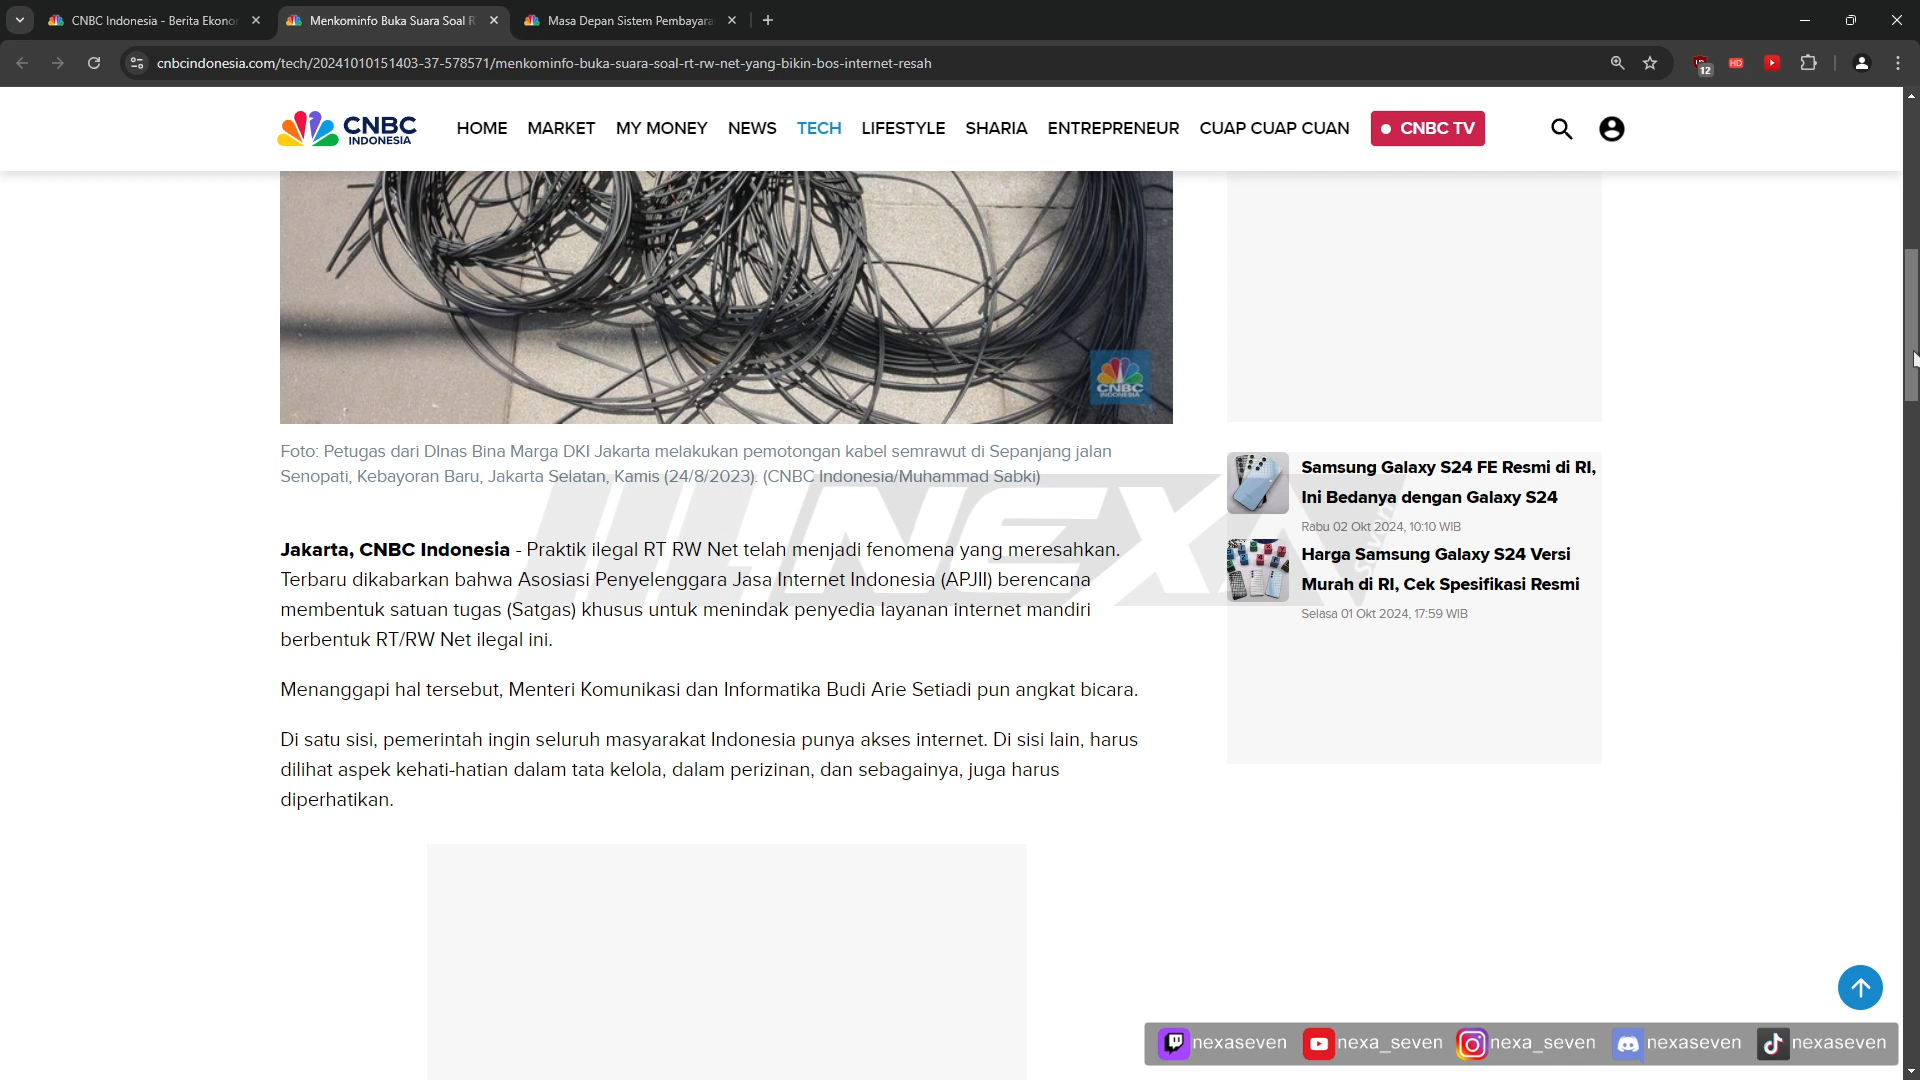 CNBC Indonesia - Berita Ekono
Menkominfo Buka Suara Soal R
Masa Depan Sistem Pembayara
cnbcindonesia.com/tech/20241010151403-37-578571/menkominfo-buka-suara-soal-rt-rw-net-yang-bikin-bos-internet-resah
HD
12
CNBC
INDONESIA
HOME MARKET MY MONEY NEWS TECH LIFESTYLE SHARIA ENTREPRENEUR CUAP CUAP CUAN CNBC TV
CNBC
INDONESIA
Foto: Petugas dari DInas Bina Marga DKI Jakarta melakukan pemotongan kabel semrawut di Sepanjang jalan
Senopati, Kebayoran Baru, Jakarta Selatan, Kamis (24/8/2023). (CNBC Indonesia/Muhammad Sabki)
Jakarta, CNBC Indonesia - Praktik ilegal RT RW Net telah menjadi fenomena yang meresahkan.
Terbaru dikabarkan bahwa Asosiasi Penyelenggara Jasa Internet Indonesia (APJII) berencana
membentuk satuan tugas (Satgas) khusus untuk menindak penyedia layanan internet mandiri
berbentuk RT/RW Net ilegal ini.
Menanggapi hal tersebut, Menteri Komunikasi dan Informatika Budi Arie Setiadi pun angkat bicara.
Di satu sisi, pemerintah ingin seluruh masyarakat Indonesia punya akses internet. Di sisi lain, harus
dilihat aspek kehati-hatian dalam tata kelola, dalam perizinan, dan sebagainya, juga harus
diperhatikan.
Samsung Galaxy S24 FE Resmi di RI,
Ini Bedanya dengan Galaxy S24
Rabu 02 Okt 2024, 10:10 WIB
Harga Samsung Galaxy S24 Versi
Murah di RI, Cek Spesifikasi Resmi
Selasa 01 Okt 2024, 17:59 WIB
NEXA
Seven
nexaseven nexa_seven nexa_seven nexaseven nexaseven